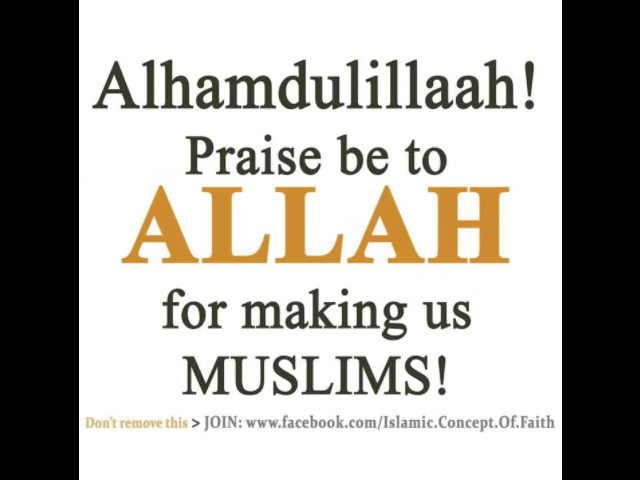 Alhamdulillaah!
Praise be to
ALLAH
for making us
MUSLIMS!
Don't remove this > JOIN: www.facebook.com/Islamic.Concept.Of.Faith